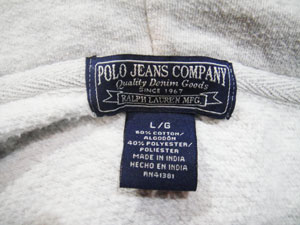 POLO JEANS COMPANY
Quality Denim Goods
SINCE 1967
RALPH LAUREN MFG.
L/G
60% COTTON/
ALGODÓN
40% POLYESTER/
POLIESTER
MADE IN INDIA
HECHO EN INDIA
RN41381